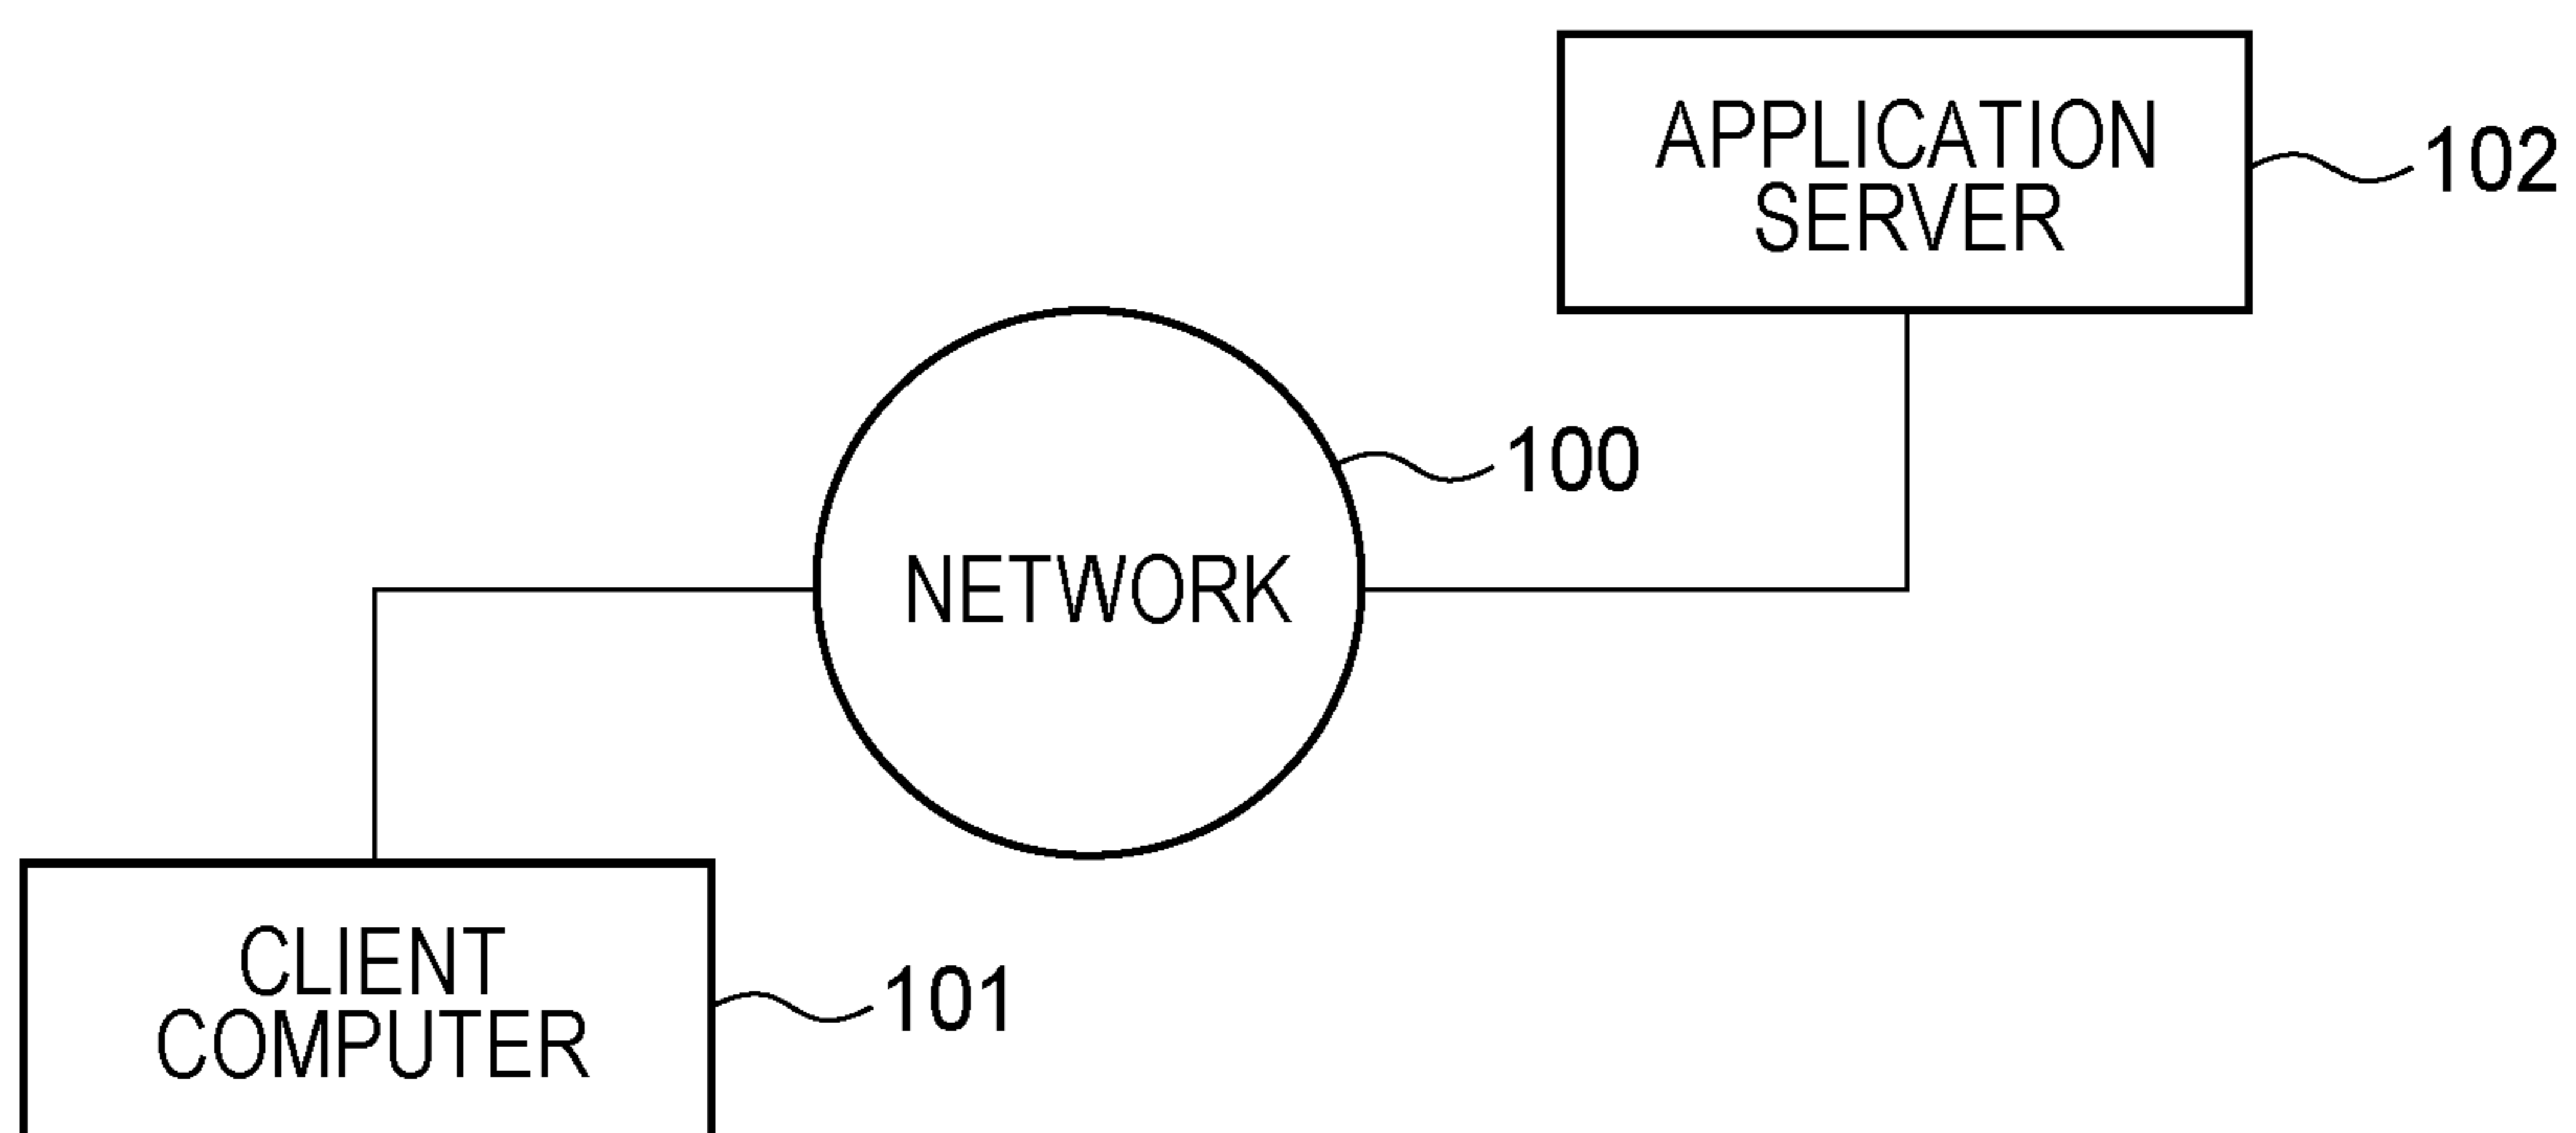 APPLICATION
SERVER
102
100
NETWORK
CLIENT
COMPUTER
101